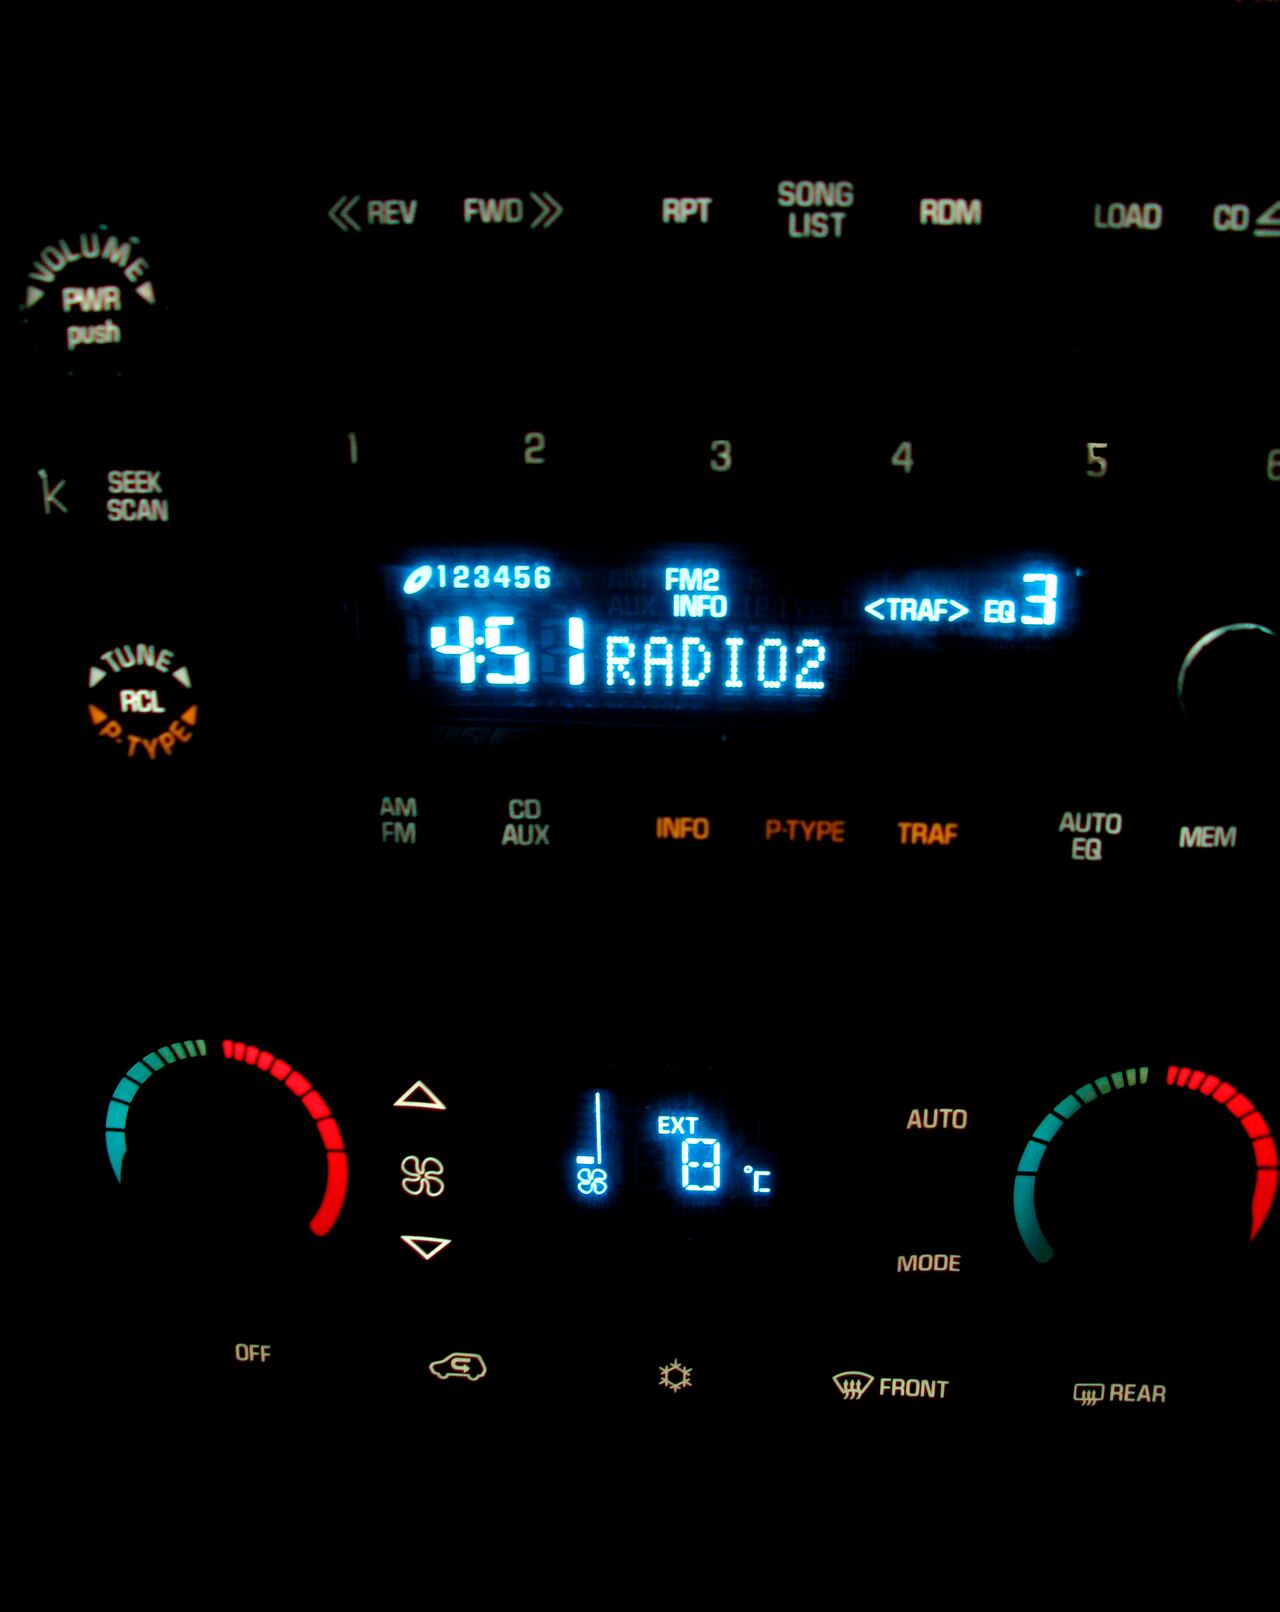 REV FWD RPT SONG LIST RDM LOAD CD
VOLUME
PWR
push
1 2 3 4 5 6
SEEK
SCAN
123456 FM2 INFO <TRAF> EQ 3
4:51 RADIO2
TUNE
RCL
P-TYPE
AM FM
CD AUX
INFO P-TYPE TRAF
AUTO EQ
MEM
EXT
8 °C
AUTO
MODE
OFF
FRONT REAR